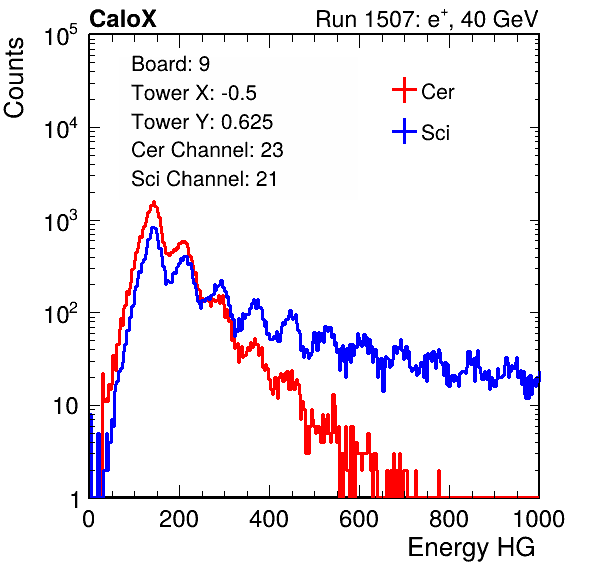 CaloX Run 1507: e⁺, 40 GeV
Counts
Board: 9
Tower X: -0.5
Tower Y: 0.625
Cer Channel: 23
Sci Channel: 21
Cer
Sci
10⁵
10⁴
10³
10²
10
1
0 200 400 600 800 1000
Energy HG